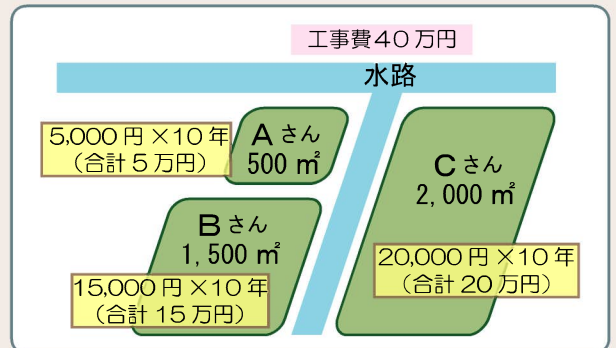 工事費40万円
水路
5,000円×10年
(合計5万円)
Aさん
500㎡
Cさん
2,000㎡
Bさん
1,500㎡
20,000円×10年
(合計20万円)
15,000円×10年
(合計15万円)